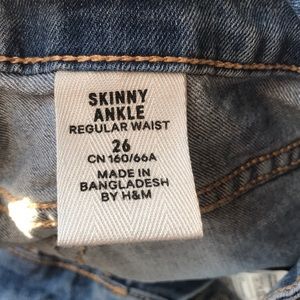 SKINNY
ANKLE
REGULAR WAIST
26
CN 160/66A
MADE IN
BANGLADESH
BY H&M